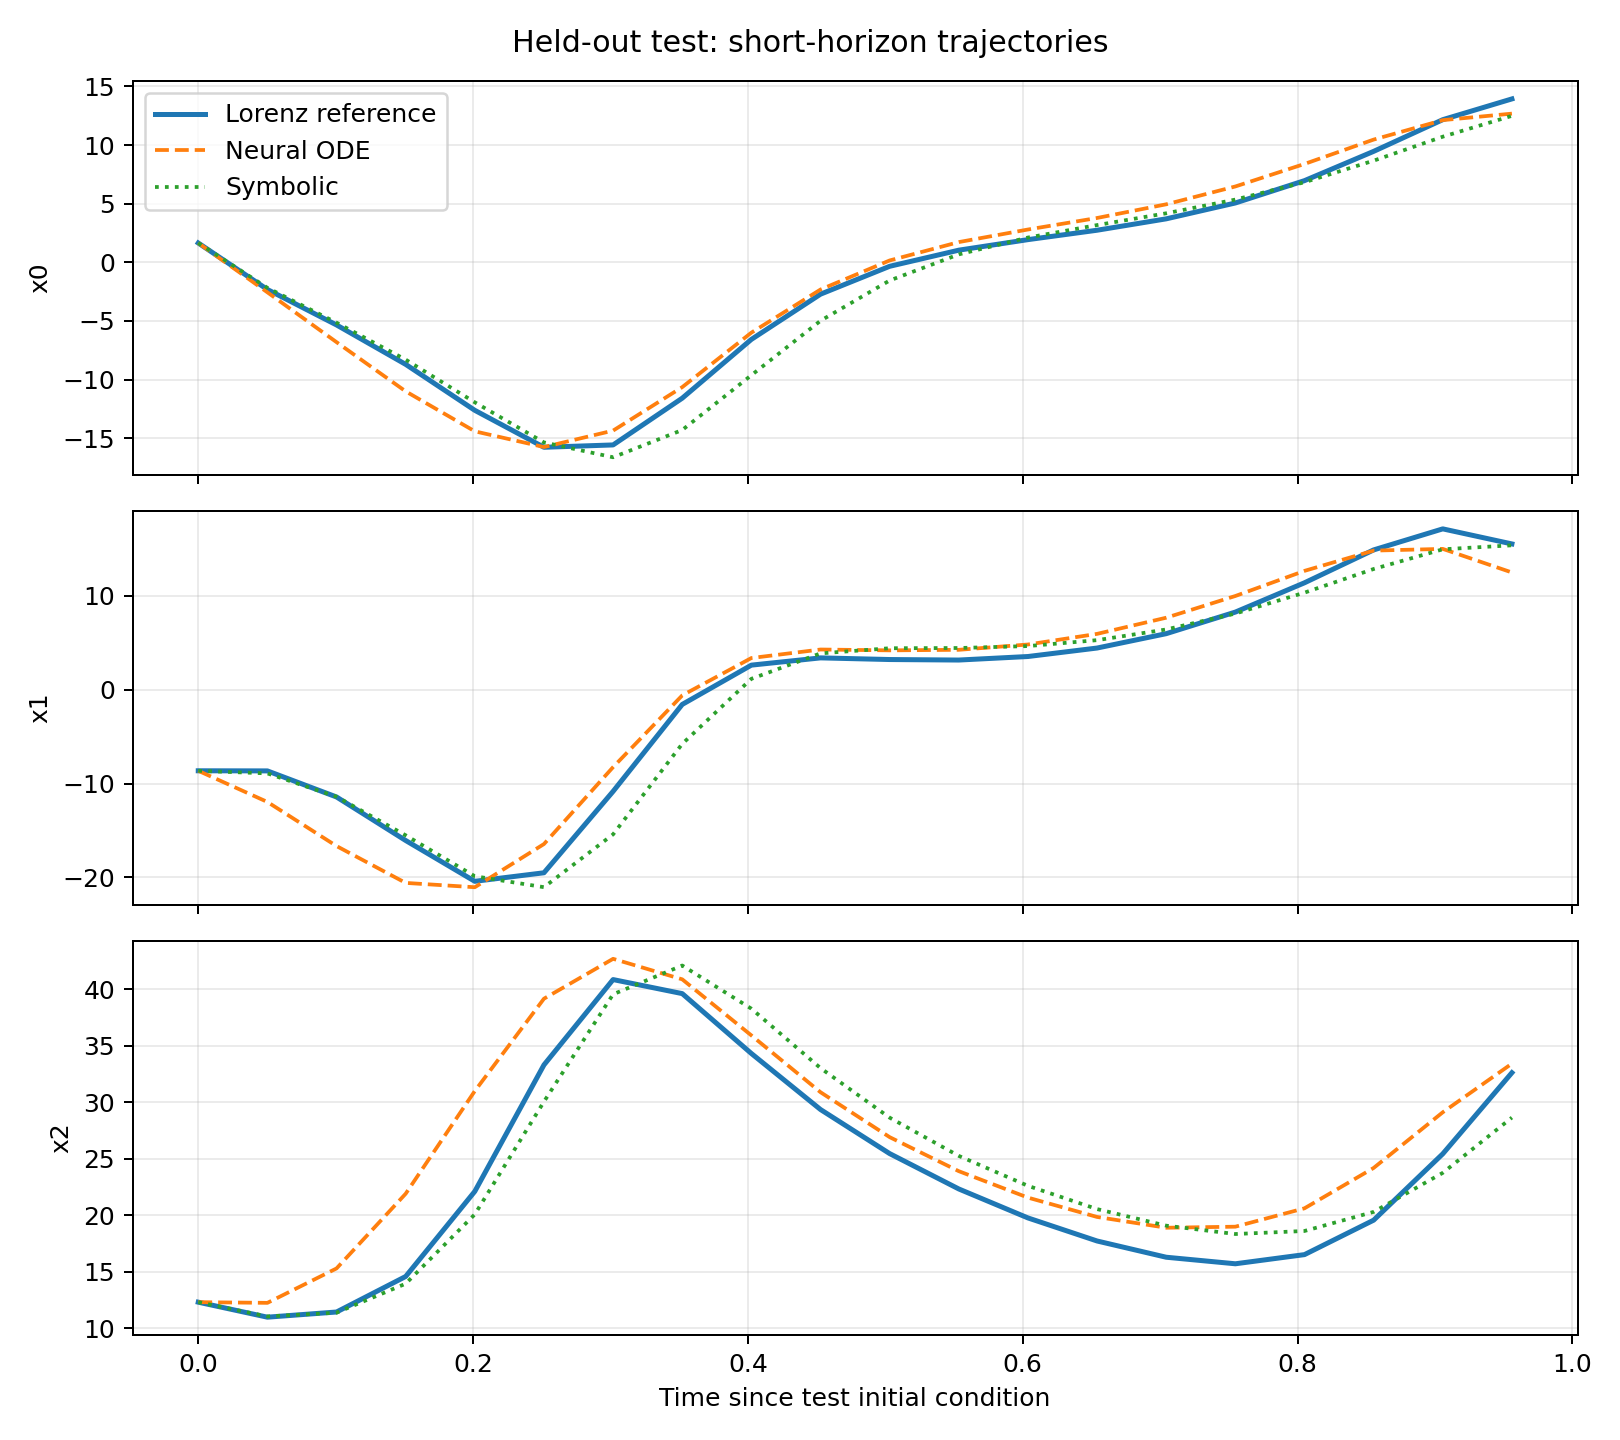 Held-out test: short-horizon trajectories
15
10
5
0
−5
−10
−15
x0
Lorenz reference
Neural ODE
Symbolic
10
0
−10
−20
x1
40
35
30
25
20
15
10
x2
0.0 0.2 0.4 0.6 0.8 1.0
Time since test initial condition